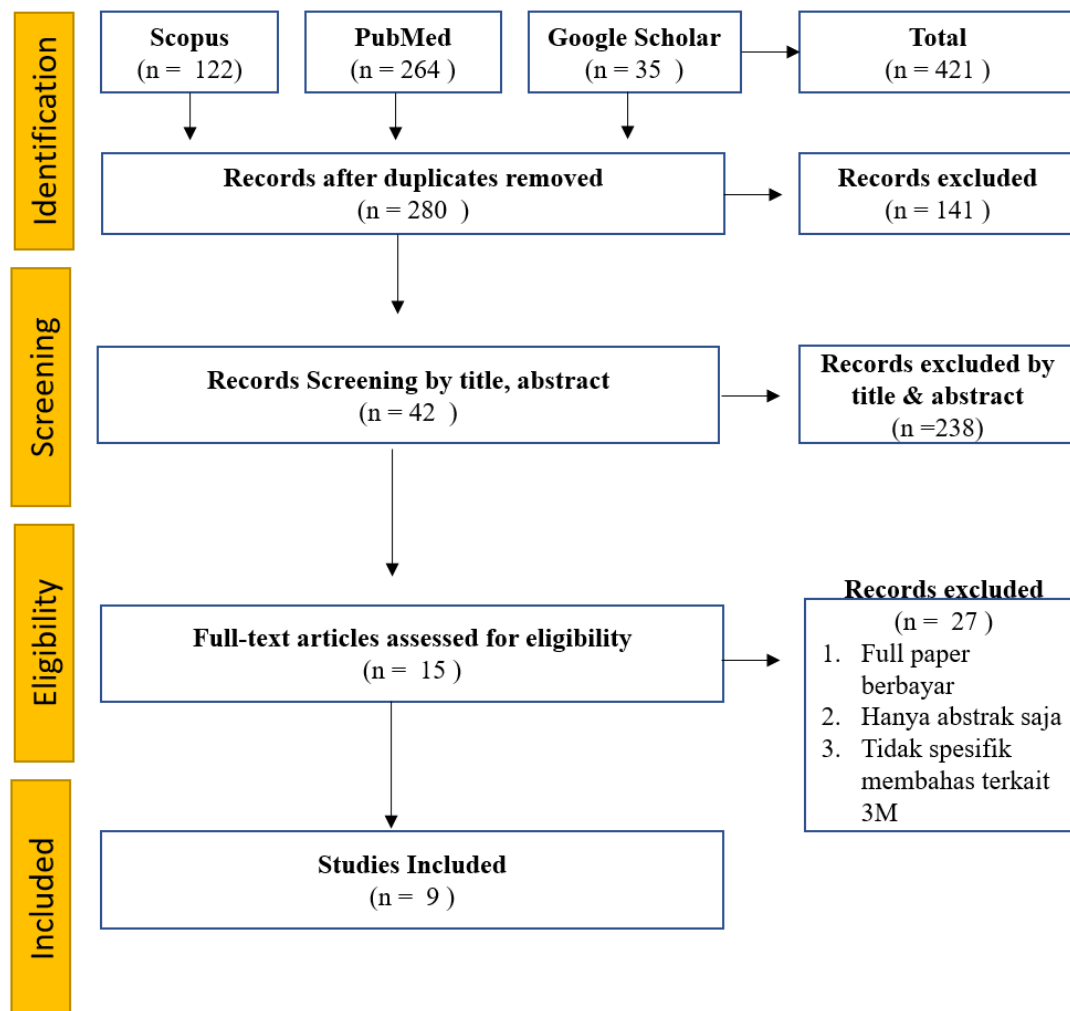 Identification
Scopus
(n = 122)
PubMed
(n = 264 )
Google Scholar
(n = 35 )
Total
(n = 421 )
Records after duplicates removed
(n = 280 )
Records excluded
(n = 141 )
Screening
Records Screening by title, abstract
(n = 42 )
Records excluded by
title & abstract
(n =238)
Eligibility
Full-text articles assessed for eligibility
(n = 15 )
Records excluded
(n = 27 )
1. Full paper
berbayar
2. Hanya abstrak saja
3. Tidak spesifik
membahas terkait
3M
Included
Studies Included
(n = 9 )